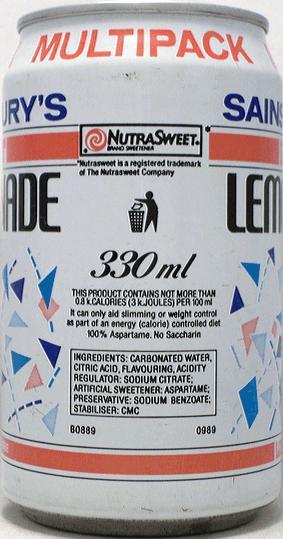 MULTIPACK
URY'S
SAINS
NUTRASWEET®
BRAND SWEETENER
*Nutrasweet is a registered trademark
of The Nutrasweet Company
ADE
LEM
330 ml
THIS PRODUCT CONTAINS NOT MORE THAN
0.8 k.CALORIES (3 k.JOULES) PER 100 ml
It can only aid slimming or weight control
as part of an energy (calorie) controlled diet
100% Aspartame. No Saccharin
INGREDIENTS: CARBONATED WATER,
CITRIC ACID, FLAVOURING, ACIDITY
REGULATOR: SODIUM CITRATE;
ARTIFICIAL SWEETENER: ASPARTAME;
PRESERVATIVE: SODIUM BENZOATE;
STABILISER: CMC
B0889
0989